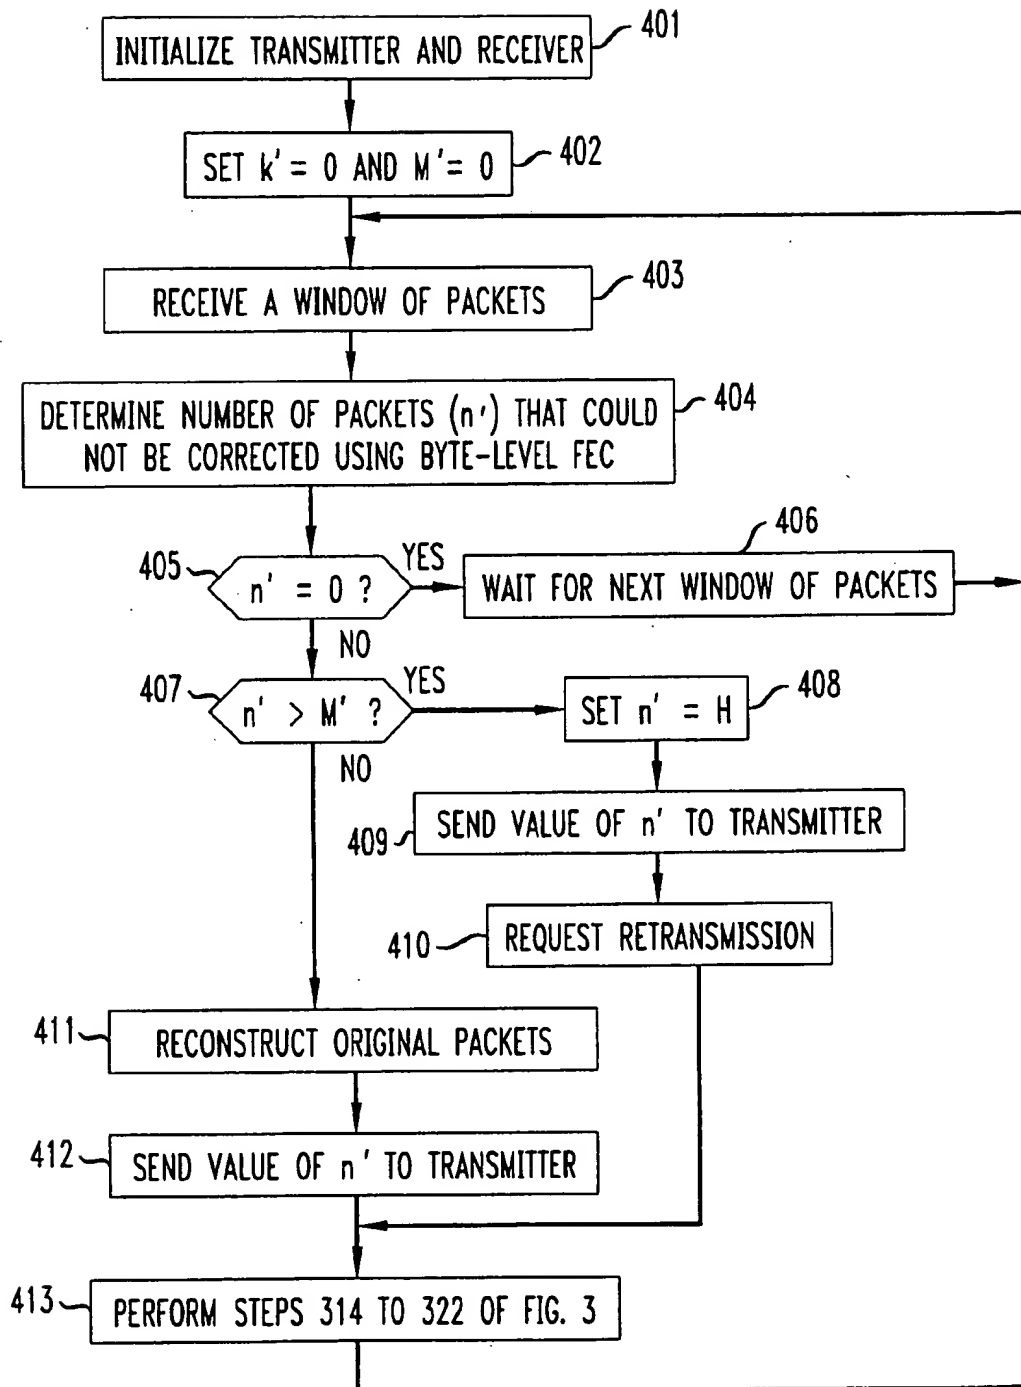 INITIALIZE TRANSMITTER AND RECEIVER
401
SET k' = 0 AND M' = 0
402
RECEIVE A WINDOW OF PACKETS
403
DETERMINE NUMBER OF PACKETS (n') THAT COULD
NOT BE CORRECTED USING BYTE-LEVEL FEC
404
405
n' = 0 ?
YES
406
WAIT FOR NEXT WINDOW OF PACKETS
NO
407
n' > M' ?
YES
SET n' = H
408
NO
SEND VALUE OF n' TO TRANSMITTER
409
410
REQUEST RETRANSMISSION
411
RECONSTRUCT ORIGINAL PACKETS
412
SEND VALUE OF n' TO TRANSMITTER
413
PERFORM STEPS 314 TO 322 OF FIG. 3